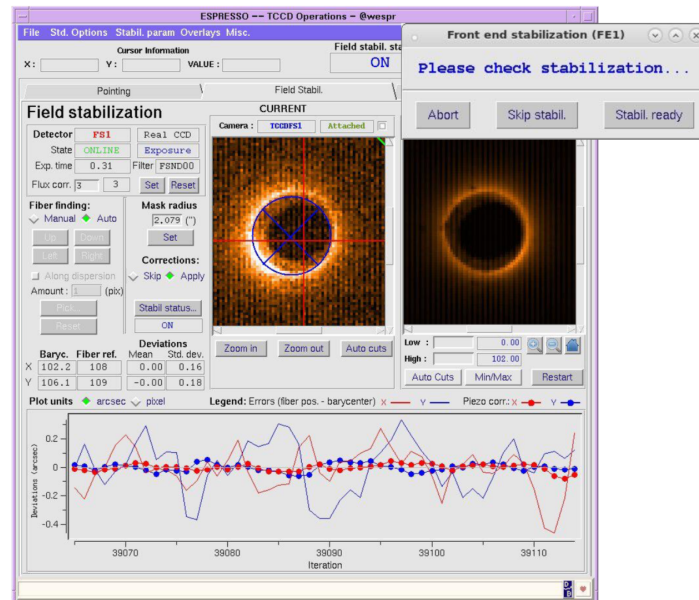 ESPRESSO -- TCCD Operations - @wespr
File Std. Options Stabil. param Overlays Misc.
Cursor Information
X : Y : VALUE :
Field stabil. sta
ON
Front end stabilization (FE1)
Please check stabilization...
Abort Skip stabil. Stabil. ready
Pointing Field Stabil.
Field stabilization
Detector FS1 Real CCD
State ONLINE Exposure
Exp. time 0.31 Filter FSND00
Flux corr. 3 3 Set Reset
Fiber finding:
Manual Auto
Up Down
Left Right
Along dispersion
Amount : 1 (pix)
Pick...
Reset
Mask radius
2.079 (")
Set
Corrections:
Skip Apply
Stabil status...
ON
CURRENT
Camera : TCCDFS1 Attached
Zoom in Zoom out Auto cuts
Low : 0.00
High : 102.00
Auto Cuts Min/Max Restart
Deviations
Baryc. Fiber ref. Mean Std. dev.
X 102.2 108 0.00 0.16
Y 106.1 109 -0.00 0.18
Plot units arcsec pixel
Legend: Errors (fiber pos. - barycenter) X Y Piezo corr.: X Y
Deviations (arcsec)
0.2
0
-0.2
-0.4
39070 39080 39090 39100 39110
Iteration